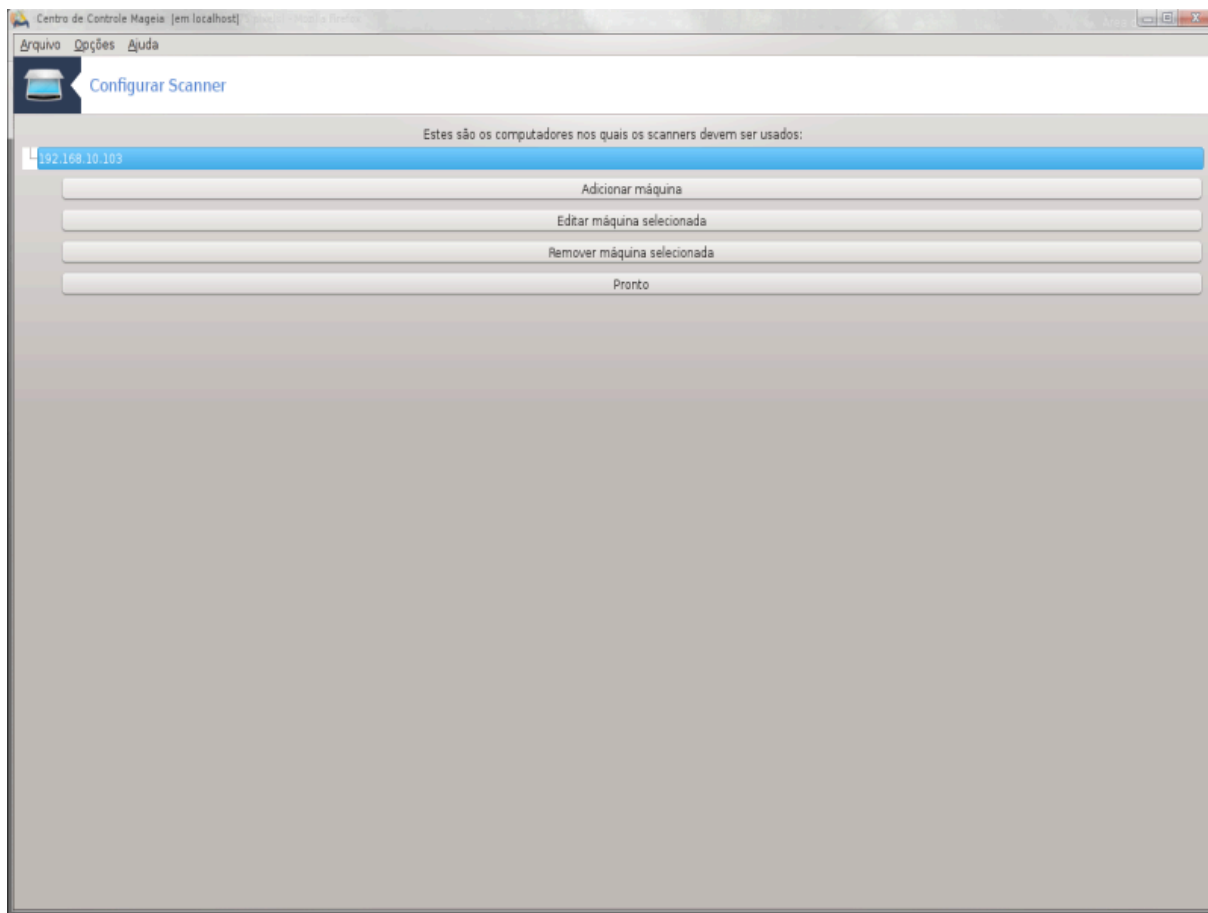 Centro de Controle Mageia [em localhost]
Arquivo Opções Ajuda
Configurar Scanner
Estes são os computadores nos quais os scanners devem ser usados:
192.168.10.103
Adicionar máquina
Editar máquina selecionada
Remover máquina selecionada
Pronto